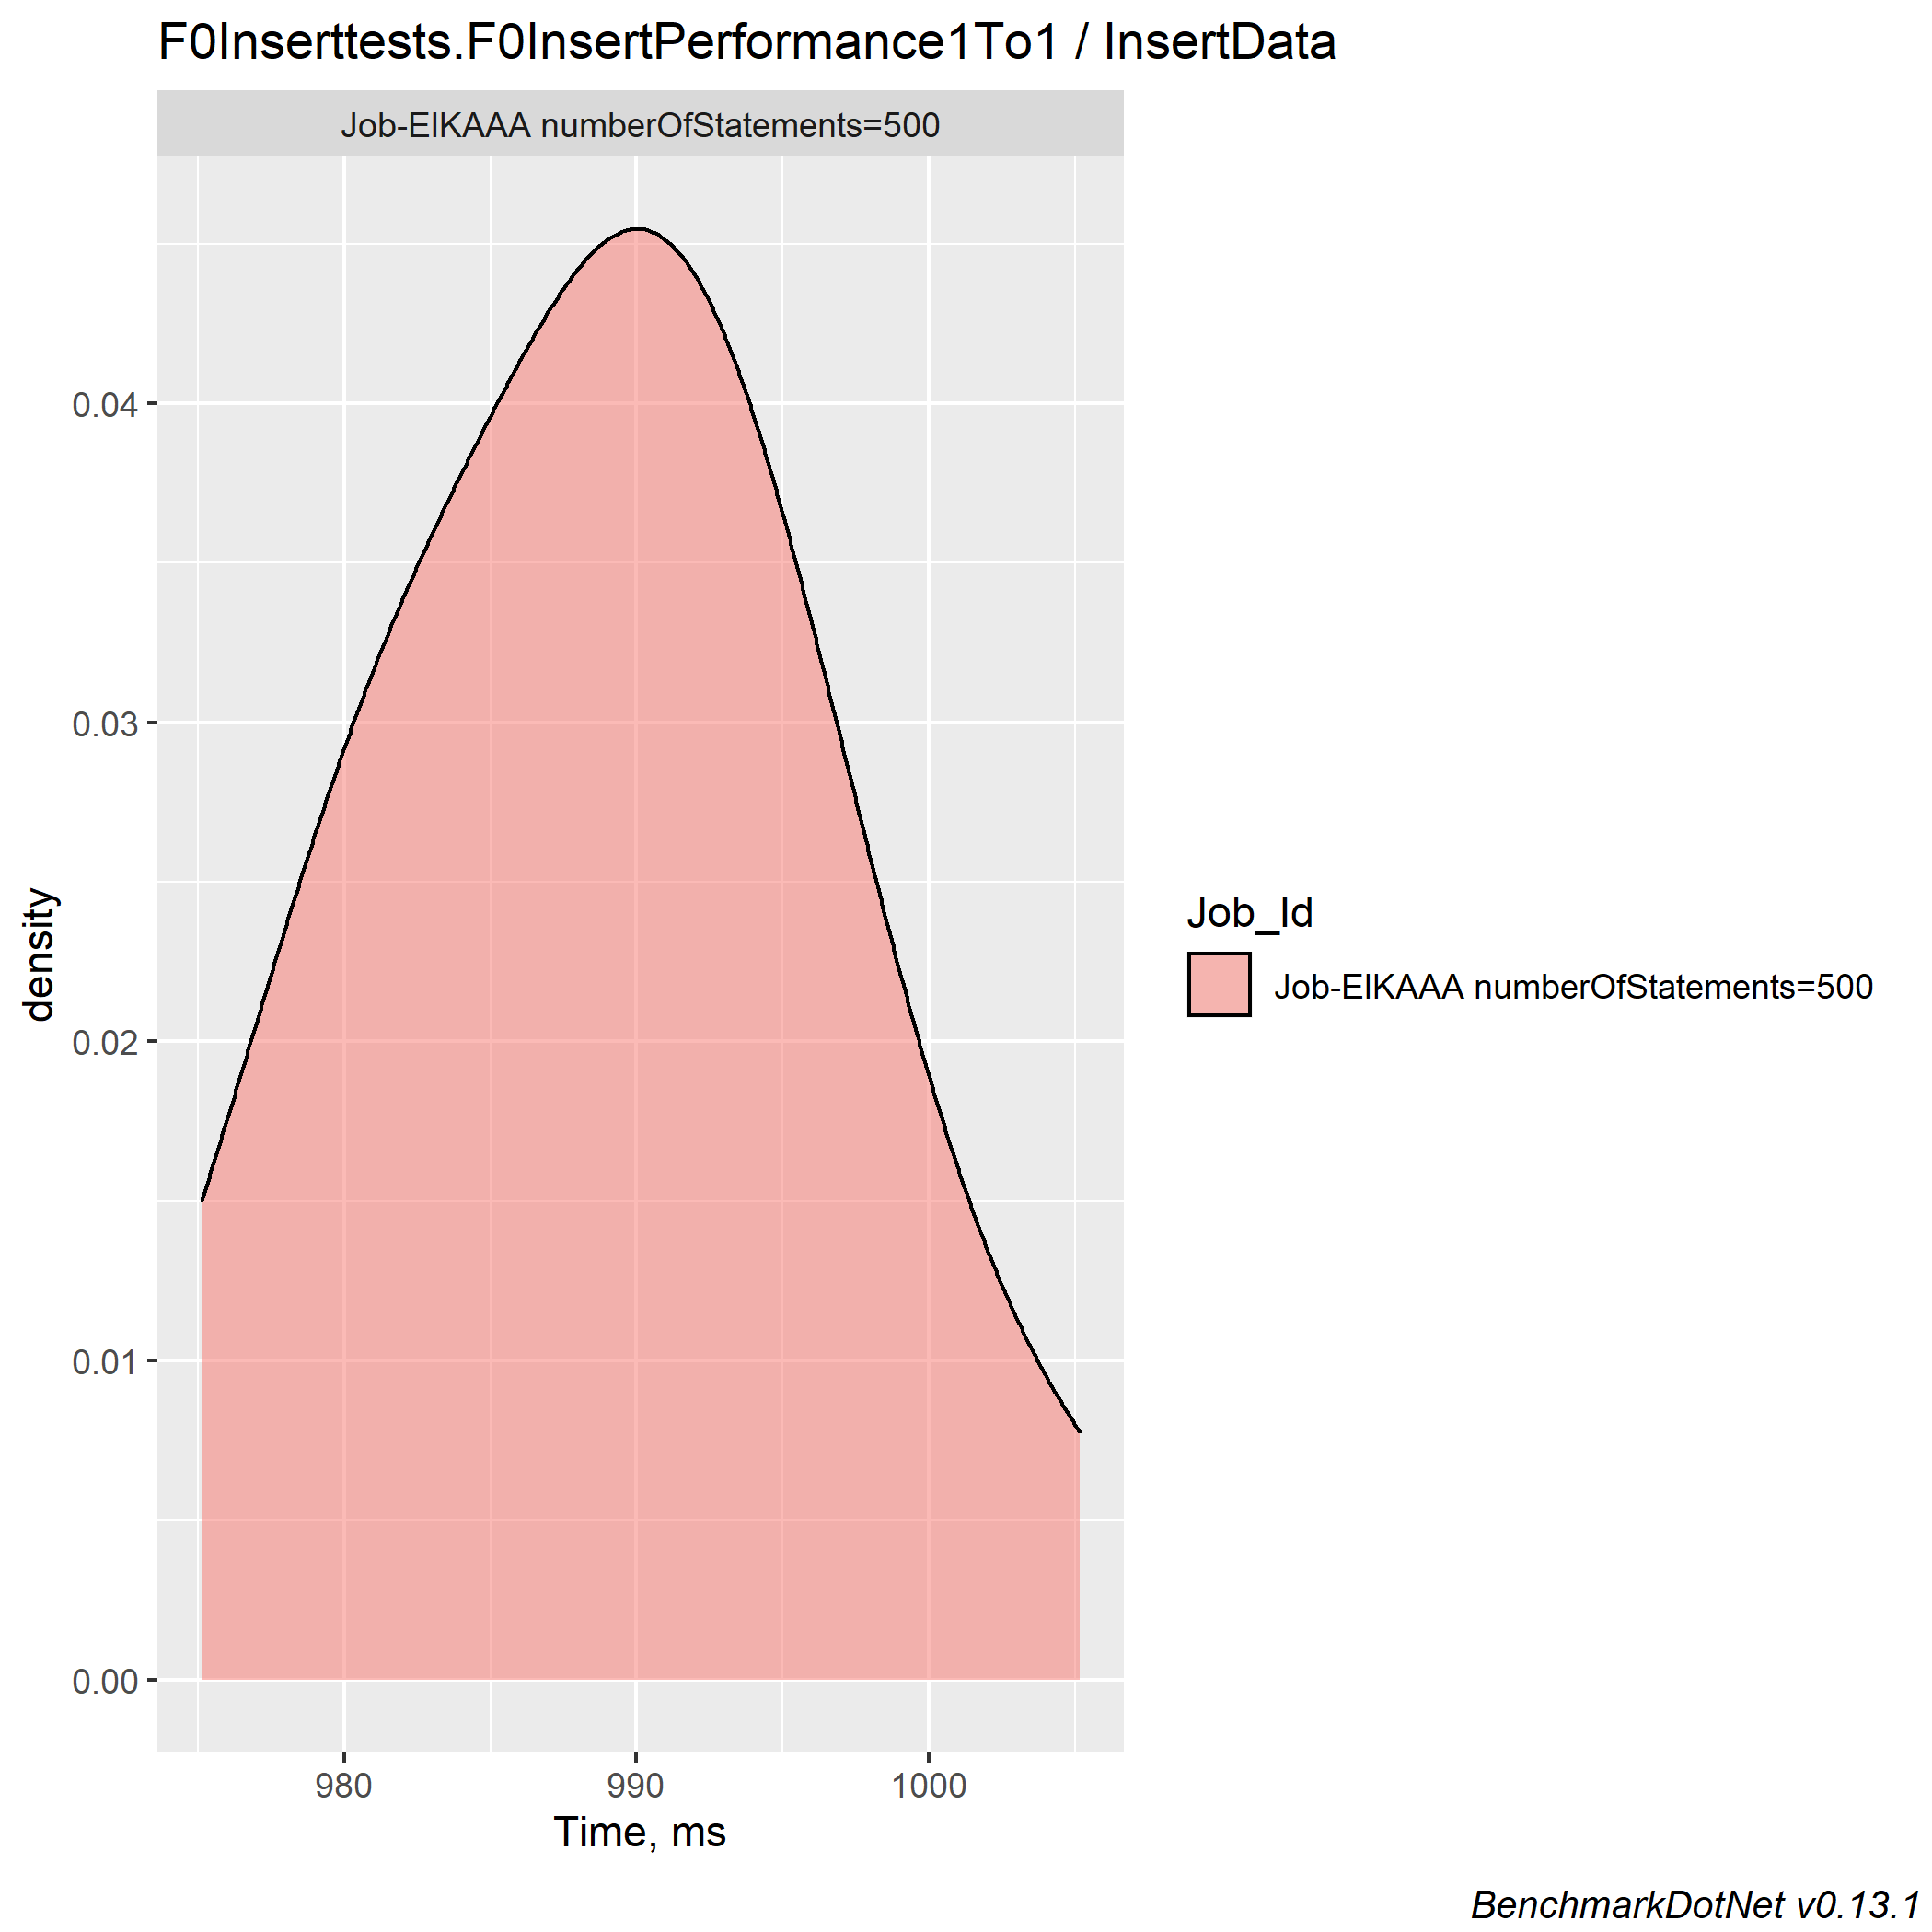 F0Inserttests.F0InsertPerformance1To1 / InsertData
Job-EIKAAA numberOfStatements=500
0.04
0.03
0.02
0.01
0.00
density
980 990 1000
Time, ms
Job_Id
Job-EIKAAA numberOfStatements=500
BenchmarkDotNet v0.13.1